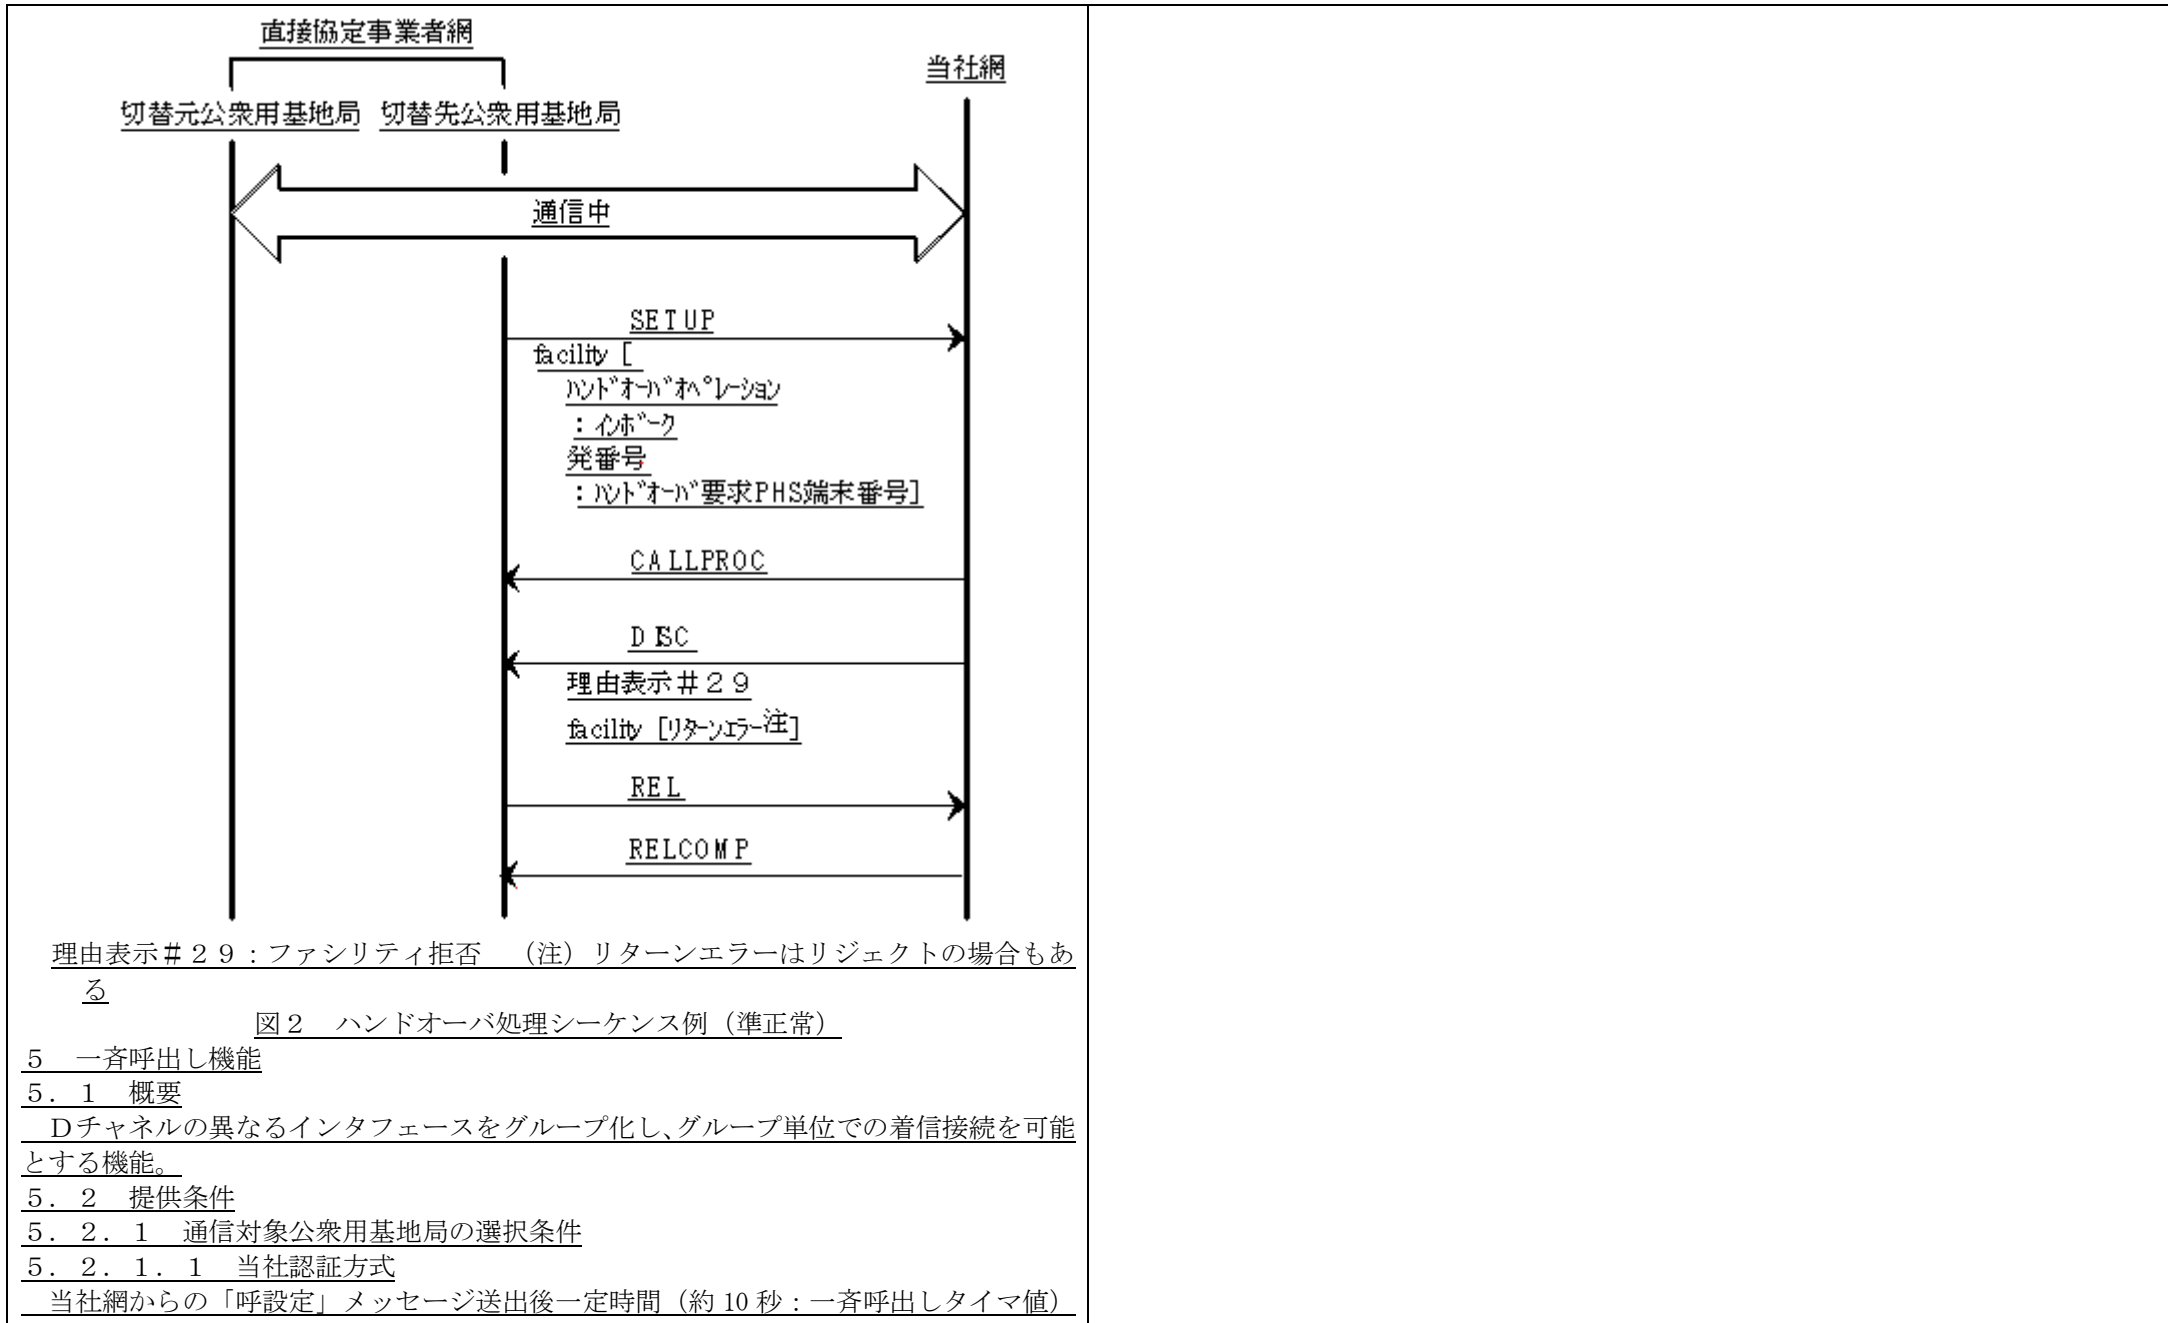 直接協定事業者網
当社網
切替元公衆用基地局 切替先公衆用基地局
通信中
SETUP
facility [
ﾊﾝﾄﾞｵｰﾊﾞｵﾍﾟﾚｰｼｮﾝ
：ｲﾝﾎﾞｰｸ
発番号
：ﾊﾝﾄﾞｵｰﾊﾞ要求PHS端末番号]
CALLPROC
DISC
理由表示＃２９
facility [ﾘﾀｰﾝｴﾗｰ注]
REL
RELCOMP
理由表示＃２９：ファシリティ拒否　（注）リターンエラーはリジェクトの場合もあ
る
図２　ハンドオーバ処理シーケンス例（準正常）
５　一斉呼出し機能
５．１　概要
Ｄチャネルの異なるインタフェースをグループ化し、グループ単位での着信接続を可能
とする機能。
５．２　提供条件
５．２．１　通信対象公衆用基地局の選択条件
５．２．１．１　当社認証方式
当社網からの「呼設定」メッセージ送出後一定時間（約 10 秒：一斉呼出しタイマ値）